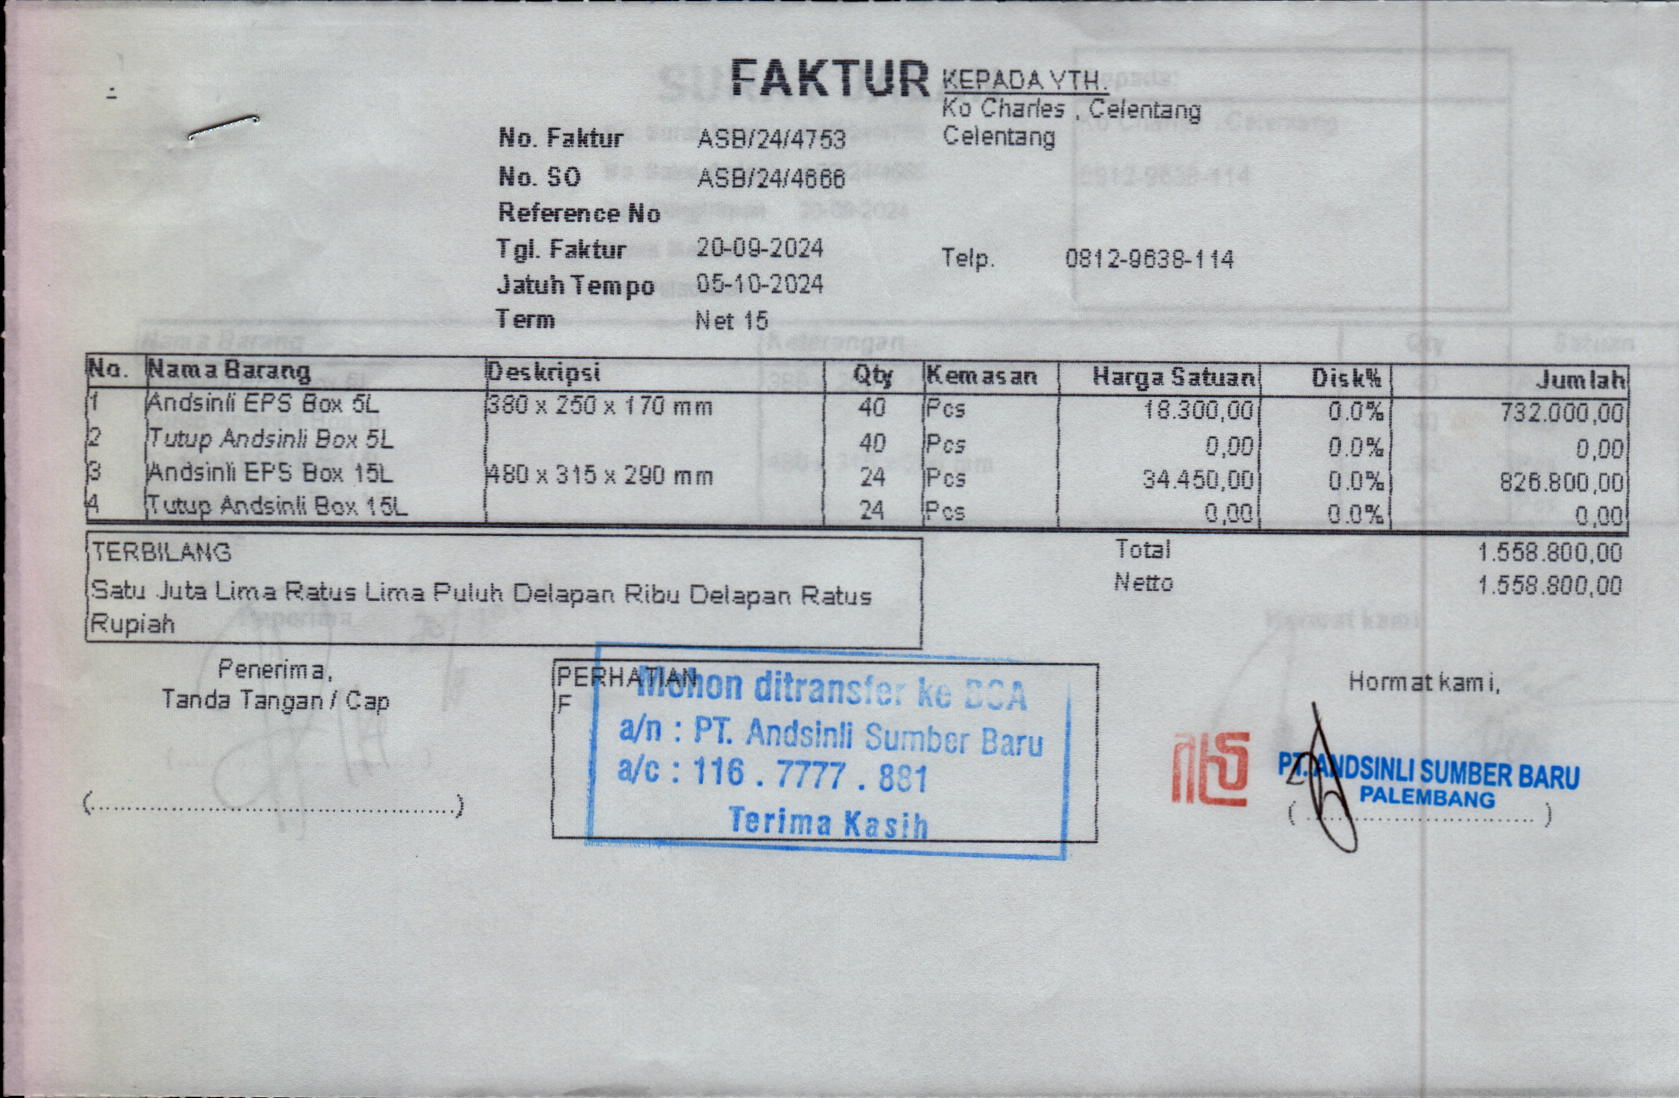 FAKTUR
KEPADA YTH.
Ko Charles , Celentang
Celentang
No. Faktur ASB/24/4753
No. SO ASB/24/4666
Reference No
Tgl. Faktur 20-09-2024
Telp. 0812-9638-114
Jatuh Tempo 05-10-2024
Term Net 15
No. Nama Barang Deskripsi Qty Kemasan Harga Satuan Disk% Jumlah
1 Andsinli EPS Box 5L 380 x 250 x 170 mm 40 Pcs 18.300,00 0.0% 732.000,00
2 Tutup Andsinli Box 5L 40 Pcs 0,00 0.0% 0,00
3 Andsinli EPS Box 15L 480 x 315 x 290 mm 24 Pcs 34.450,00 0.0% 826.800,00
4 Tutup Andsinli Box 15L 24 Pcs 0,00 0.0% 0,00
TERBILANG
Satu Juta Lima Ratus Lima Puluh Delapan Ribu Delapan Ratus
Rupiah
Total 1.558.800,00
Netto 1.558.800,00
Penerima,
Tanda Tangan / Cap
(..................................................)
PERHATIAN
F
Mohon ditransfer ke BCA
a/n : PT. Andsinli Sumber Baru
a/c : 116 . 7777 . 881
Terima Kasih
Hormat kami,
PT. ANDSINLI SUMBER BARU
PALEMBANG
( ................................ )